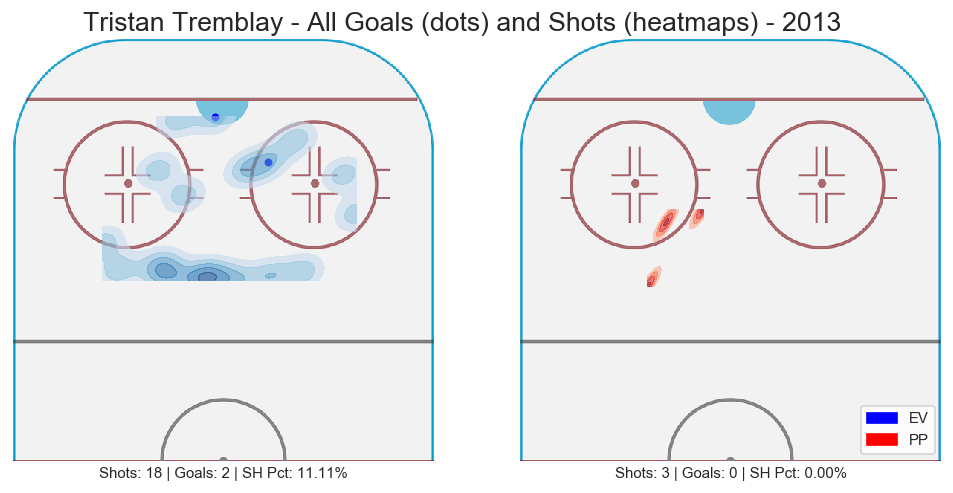 Tristan Tremblay - All Goals (dots) and Shots (heatmaps) - 2013
EV
PP
Shots: 18 | Goals: 2 | SH Pct: 11.11%
Shots: 3 | Goals: 0 | SH Pct: 0.00%